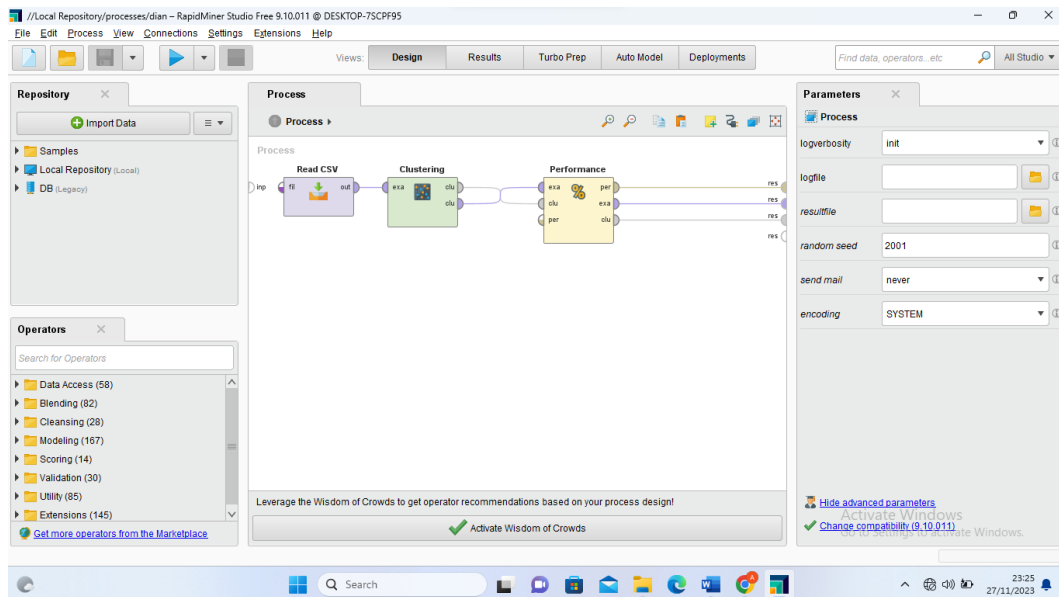 //Local Repository/processes/dian – RapidMiner Studio Free 9.10.011 @ DESKTOP-7SCPF95
File Edit Process View Connections Settings Extensions Help
Views: Design Results Turbo Prep Auto Model Deployments
Find data, operators...etc
All Studio
Repository
Import Data
Samples
Local Repository (Local)
DB (Legacy)
Operators
Search for Operators
Data Access (58)
Blending (82)
Cleansing (28)
Modeling (167)
Scoring (14)
Validation (30)
Utility (85)
Extensions (145)
Get more operators from the Marketplace
Process
Process
Process
Read CSV
Clustering
Performance
inp
fil
out
exa
clu
clu
exa
clu
per
per
exa
clu
res
res
res
res
Leverage the Wisdom of Crowds to get operator recommendations based on your process design!
Activate Wisdom of Crowds
Parameters
Process
logverbosity
init
logfile
resultfile
random seed
2001
send mail
never
encoding
SYSTEM
Hide advanced parameters
Change compatibility (9.10.011)
Activate Windows
Go to Settings to activate Windows.
Search
23:25
27/11/2023